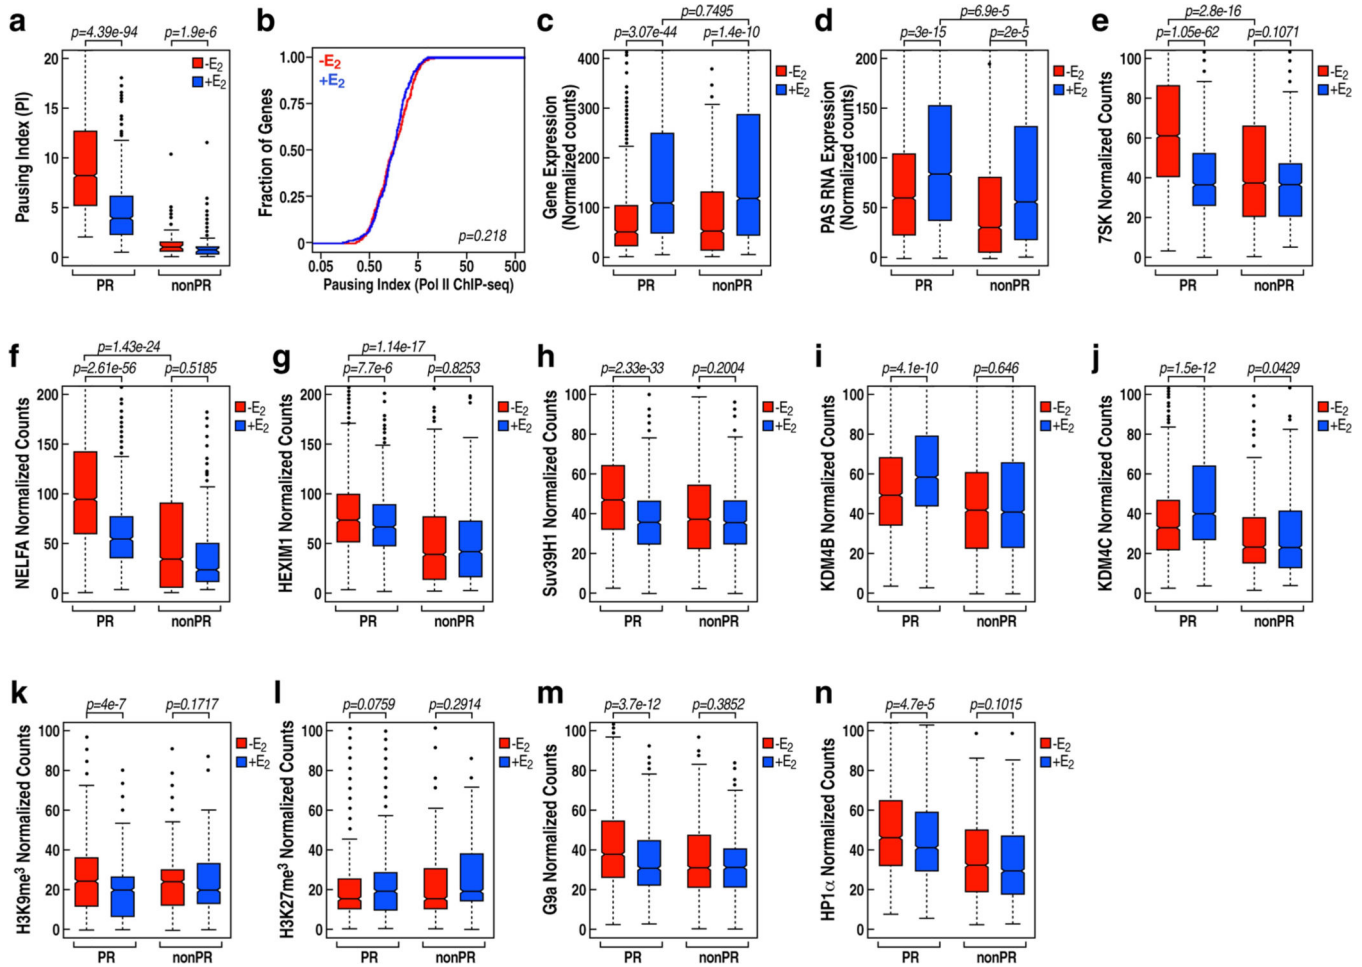 a
p=4.39e-94
p=1.9e-6
Pausing Index (PI)
20
15
10
5
0
-E2
+E2
PR
nonPR
b
Fraction of Genes
1.00
0.75
0.50
0.25
0.00
-E2
+E2
p=0.218
0.05
0.50
5
50
500
Pausing Index (Pol II ChIP-seq)
c
p=0.7495
p=3.07e-44
p=1.4e-10
Gene Expression
(Normalized counts)
400
300
200
100
0
-E2
+E2
PR
nonPR
d
p=6.9e-5
p=3e-15
p=2e-5
PAS RNA Expression
(Normalized counts)
200
150
100
50
0
-E2
+E2
PR
nonPR
e
p=2.8e-16
p=1.05e-62
p=0.1071
7SK Normalized Counts
100
80
60
40
20
0
-E2
+E2
PR
nonPR
f
p=1.43e-24
p=2.61e-56
p=0.5185
NELFA Normalized Counts
200
150
100
50
0
-E2
+E2
PR
nonPR
g
p=1.14e-17
p=7.7e-6
p=0.8253
HEXIM1 Normalized Counts
200
150
100
50
0
-E2
+E2
PR
nonPR
h
p=2.33e-33
p=0.2004
Suv39H1 Normalized Counts
100
80
60
40
20
0
-E2
+E2
PR
nonPR
i
p=4.1e-10
p=0.646
KDM4B Normalized Counts
100
80
60
40
20
0
-E2
+E2
PR
nonPR
j
p=1.5e-12
p=0.0429
KDM4C Normalized Counts
100
80
60
40
20
0
-E2
+E2
PR
nonPR
k
p=4e-7
p=0.1717
H3K9me3 Normalized Counts
100
80
60
40
20
0
-E2
+E2
PR
nonPR
l
p=0.0759
p=0.2914
H3K27me3 Normalized Counts
100
80
60
40
20
0
-E2
+E2
PR
nonPR
m
p=3.7e-12
p=0.3852
G9a Normalized Counts
100
80
60
40
20
0
-E2
+E2
PR
nonPR
n
p=4.7e-5
p=0.1015
HP1α Normalized Counts
100
80
60
40
20
0
-E2
+E2
PR
nonPR